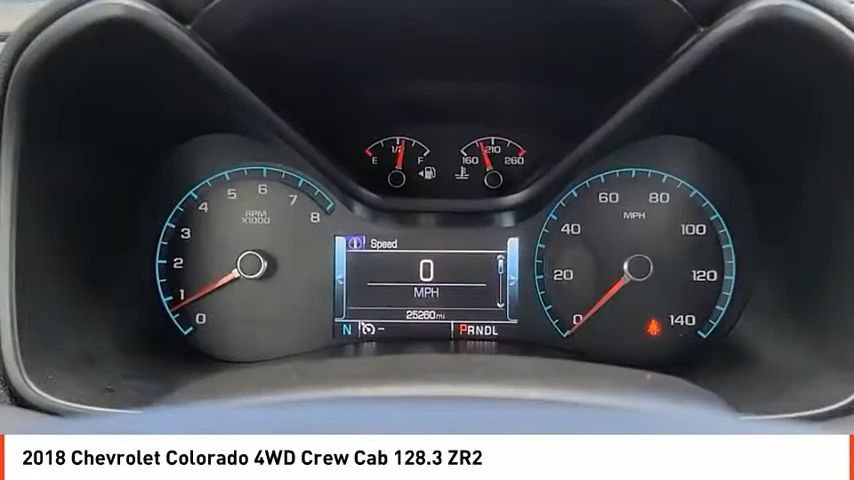 E 1/2 F
160 210 260
0 1 2 3 4 5 6 7 8
RPM
X1000
0 20 40 60 80 100 120 140
MPH
Speed
0
MPH
25260 mi
N PRNDL
2018 Chevrolet Colorado 4WD Crew Cab 128.3 ZR2